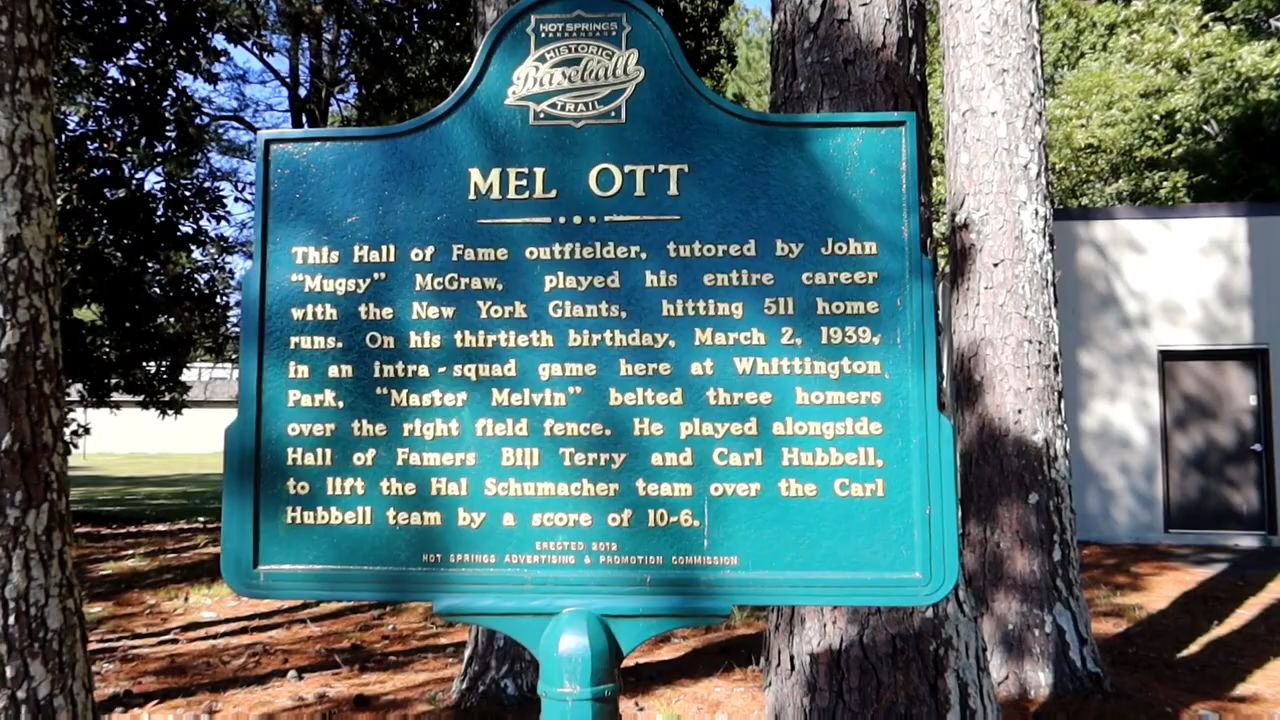 HOT SPRINGS
ARKANSAS
HISTORIC
Baseball
TRAIL
MEL OTT
This Hall of Fame outfielder, tutored by John
“Mugsy” McGraw, played his entire career
with the New York Giants, hitting 511 home
runs. On his thirtieth birthday, March 2, 1939,
in an intra-squad game here at Whittington
Park, “Master Melvin” belted three homers
over the right field fence. He played alongside
Hall of Famers Bill Terry and Carl Hubbell,
to lift the Hal Schumacher team over the Carl
Hubbell team by a score of 10-6.
ERECTED 2012
HOT SPRINGS ADVERTISING & PROMOTION COMMISSION